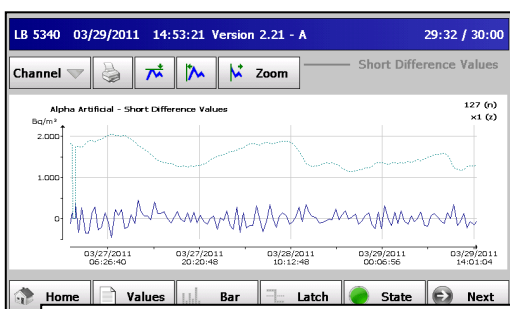 LB 5340 03/29/2011 14:53:21 Version 2.21 - A 29:32 / 30:00
Channel Zoom Short Difference Values
Alpha Artificial - Short Difference Values 127 (n)
Bq/m³ x1 (z)
2.000
1.000
0
03/27/2011 03/27/2011 03/28/2011 03/29/2011 03/29/2011
06:26:40 20:20:48 10:12:48 00:06:56 14:01:04
Home Values Bar Latch State Next